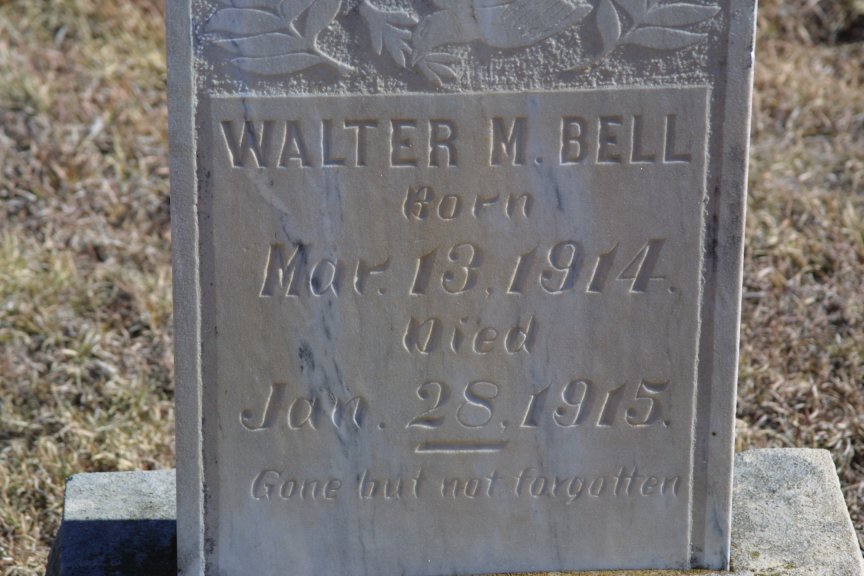 WALTER M. BELL
Born
Mar. 13, 1914.
Died
Jan. 28, 1915.
Gone but not forgotten